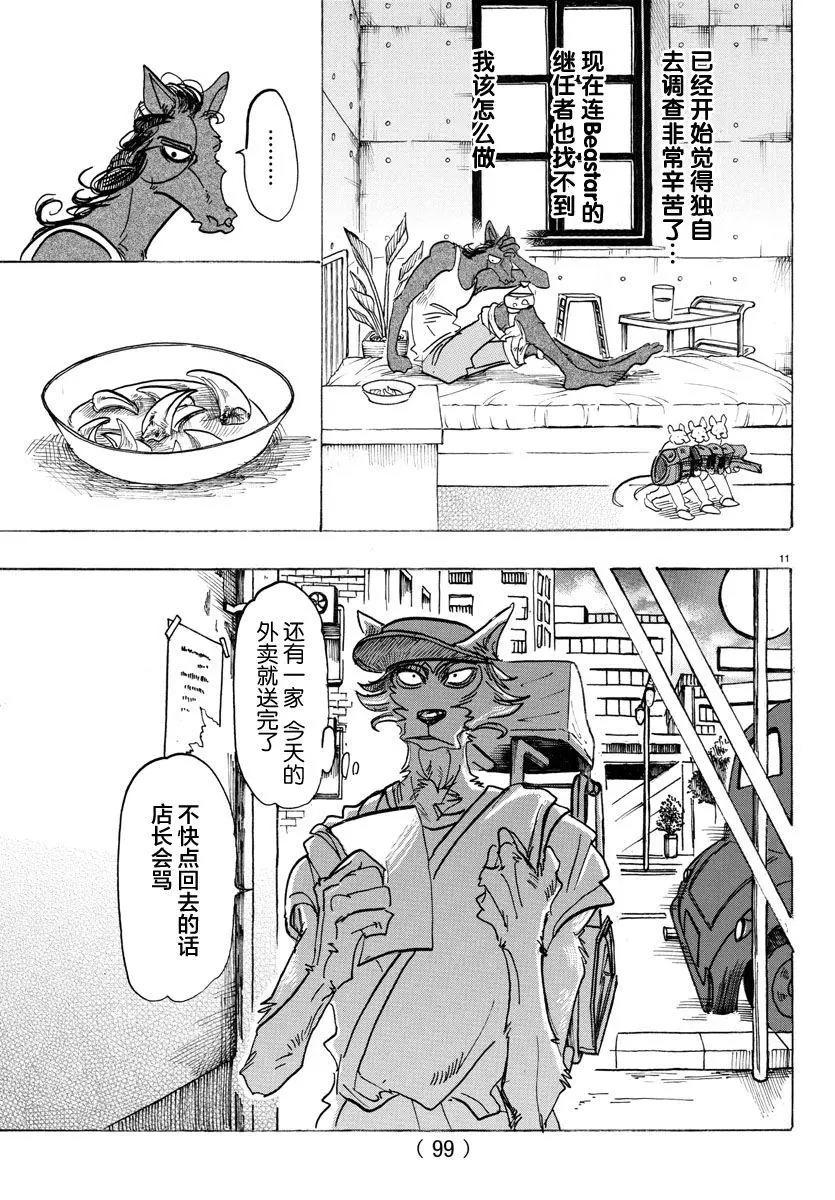 已经开始觉得独自
去调查非常辛苦了…
现在连Beastar的
继任者也找不到
我该怎么做
………
11
还有一家 今天的
外卖就送完了
不快点回去的话
店长会骂
(99)